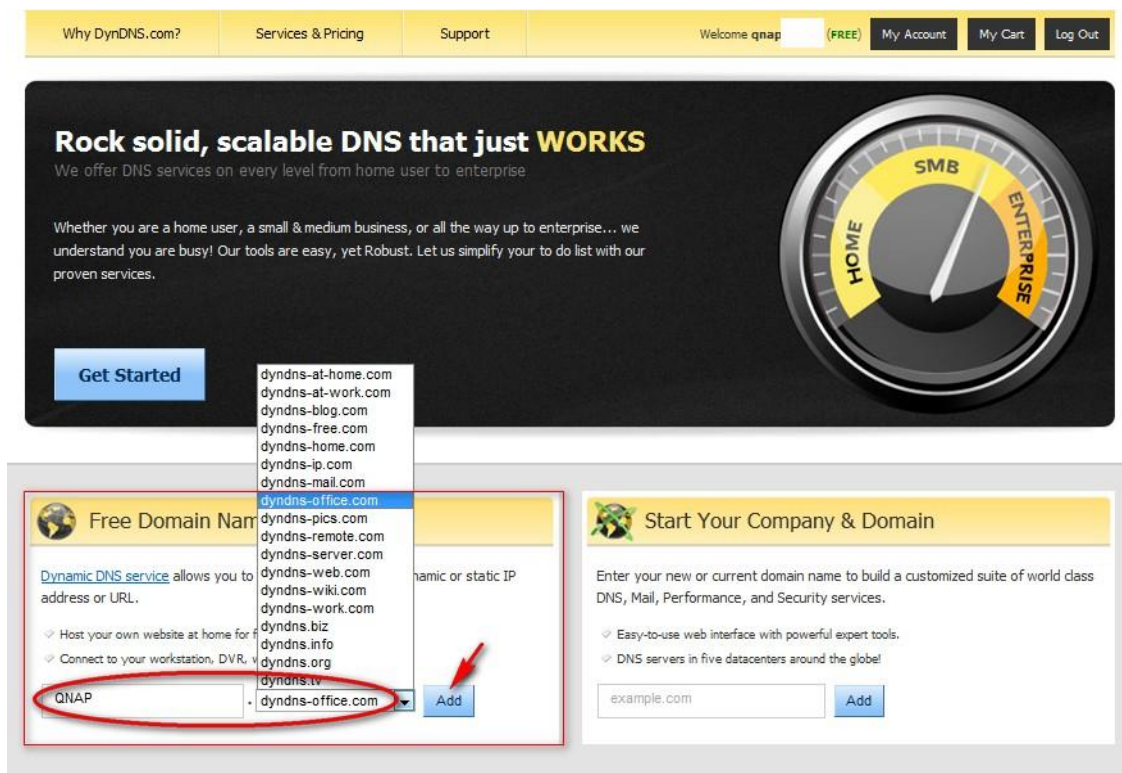 Why DynDNS.com? Services & Pricing Support Welcome qnap (FREE) My Account My Cart Log Out
Rock solid, scalable DNS that just WORKS
We offer DNS services on every level from home user to enterprise
Whether you are a home user, a small & medium business, or all the way up to enterprise... we
understand you are busy! Our tools are easy, yet Robust. Let us simplify your to do list with our
proven services.
Get Started
HOME
SMB
ENTERPRISE
dyndns-at-home.com
dyndns-at-work.com
dyndns-blog.com
dyndns-free.com
dyndns-home.com
dyndns-ip.com
dyndns-mail.com
dyndns-office.com
dyndns-pics.com
dyndns-remote.com
dyndns-server.com
dyndns-web.com
dyndns-wiki.com
dyndns-work.com
dyndns.biz
dyndns.info
dyndns.org
dyndns.tv
Free Domain
Dynamic DNS service allows you to
address or URL.
Host your own website at home for
Connect to your workstation, DVR,
QNAP . dyndns-office.com Add
Start Your Company & Domain
Enter your new or current domain name to build a customized suite of world class
DNS, Mail, Performance, and Security services.
Easy-to-use web interface with powerful expert tools.
DNS servers in five datacenters around the globe!
example.com Add